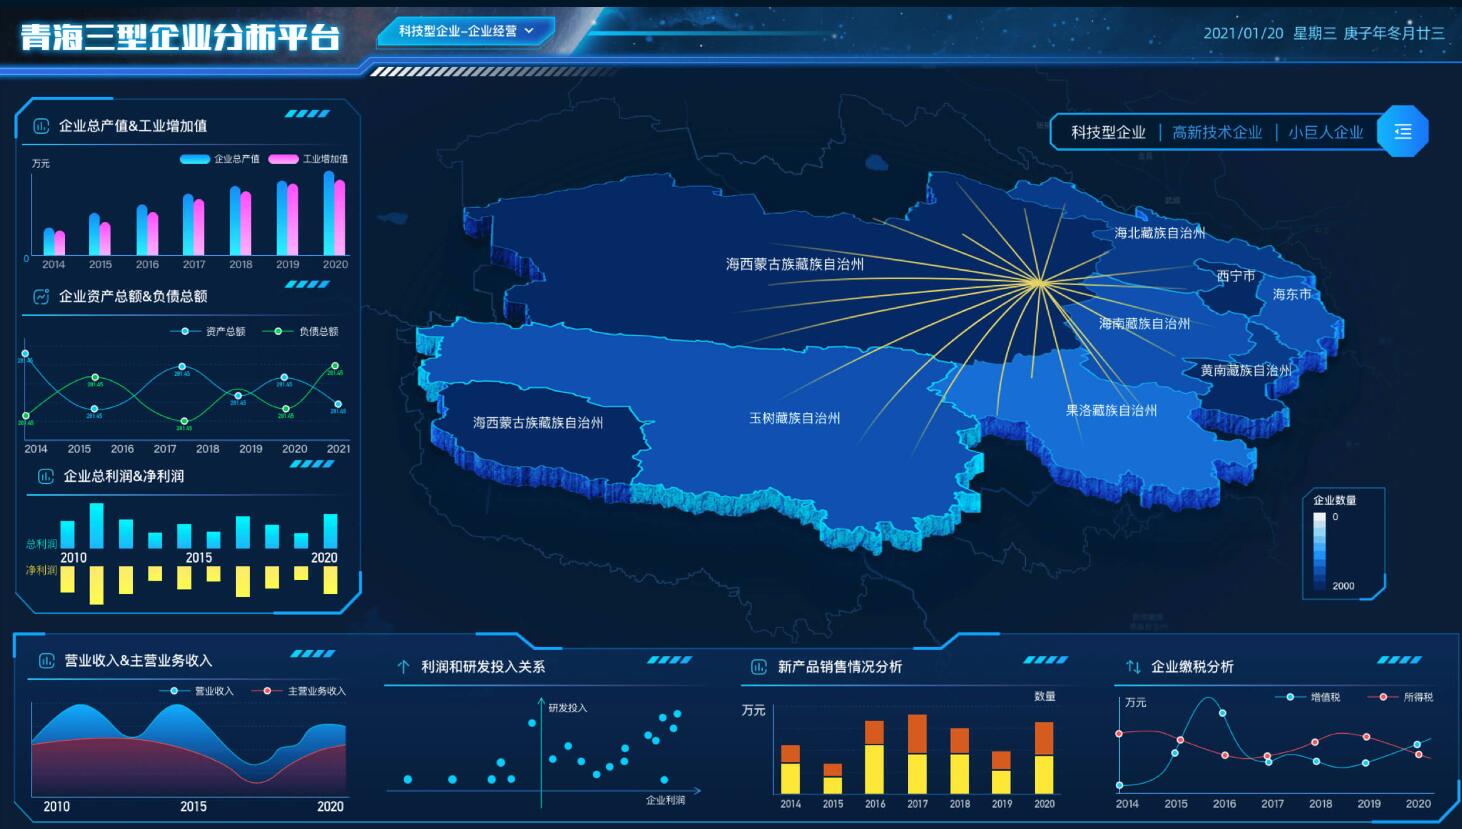 青海三型企业分析平台
科技型企业-企业经营
2021/01/20 星期三 庚子年冬月廿三
企业总产值&工业增加值
万元
企业总产值 工业增加值
0
2014 2015 2016 2017 2018 2019 2020
企业资产总额&负债总额
资产总额 负债总额
2014 2015 2016 2017 2018 2019 2020 2021
企业总利润&净利润
总利润
2010 2015 2020
净利润
科技型企业 | 高新技术企业 | 小巨人企业
海北藏族自治州
海西蒙古族藏族自治州
西宁市
海东市
海南藏族自治州
黄南藏族自治州
果洛藏族自治州
玉树藏族自治州
海西蒙古族藏族自治州
企业数量
0
2000
营业收入&主营业务收入
营业收入 主营业务收入
2010 2015 2020
利润和研发投入关系
研发投入
企业利润
新产品销售情况分析
数量
万元
2014 2015 2016 2017 2018 2019 2020
企业缴税分析
万元
增值税 所得税
2014 2015 2016 2017 2018 2019 2020